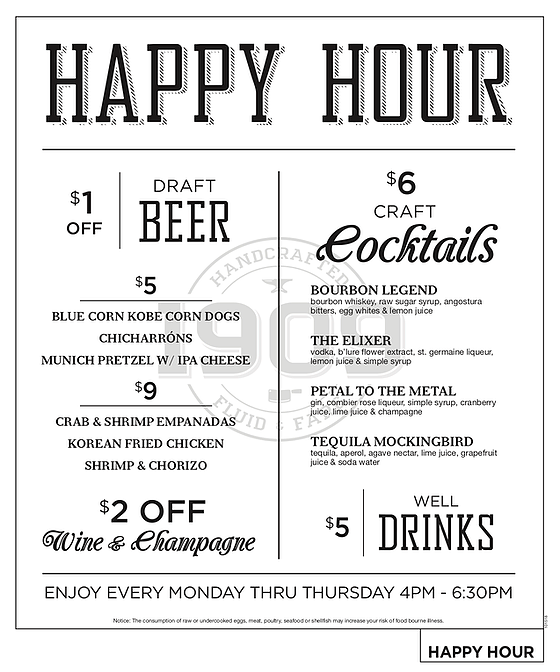 HAPPY HOUR
$1 OFF
DRAFT
BEER
$5
BLUE CORN KOBE CORN DOGS
CHICHARRÓNS
MUNICH PRETZEL W/ IPA CHEESE
$9
CRAB & SHRIMP EMPANADAS
KOREAN FRIED CHICKEN
SHRIMP & CHORIZO
$2 OFF
Wine & Champagne
$6
CRAFT
Cocktails
BOURBON LEGEND
bourbon whiskey, raw sugar syrup, angostura
bitters, egg whites & lemon juice
THE ELIXER
vodka, b'lure flower extract, st. germaine liqueur,
lemon juice & simple syrup
PETAL TO THE METAL
gin, combier rose liqueur, simple syrup, cranberry
juice, lime juice & champagne
TEQUILA MOCKINGBIRD
tequila, aperol, agave nectar, lime juice, grapefruit
juice & soda water
$5
WELL
DRINKS
HANDCRAFTED
1909
FLUID & FARE
ENJOY EVERY MONDAY THRU THURSDAY 4PM - 6:30PM
Notice: The consumption of raw or undercooked eggs, meat, poultry, seafood or shellfish may increase your risk of food bourne illness.
HAPPY HOUR